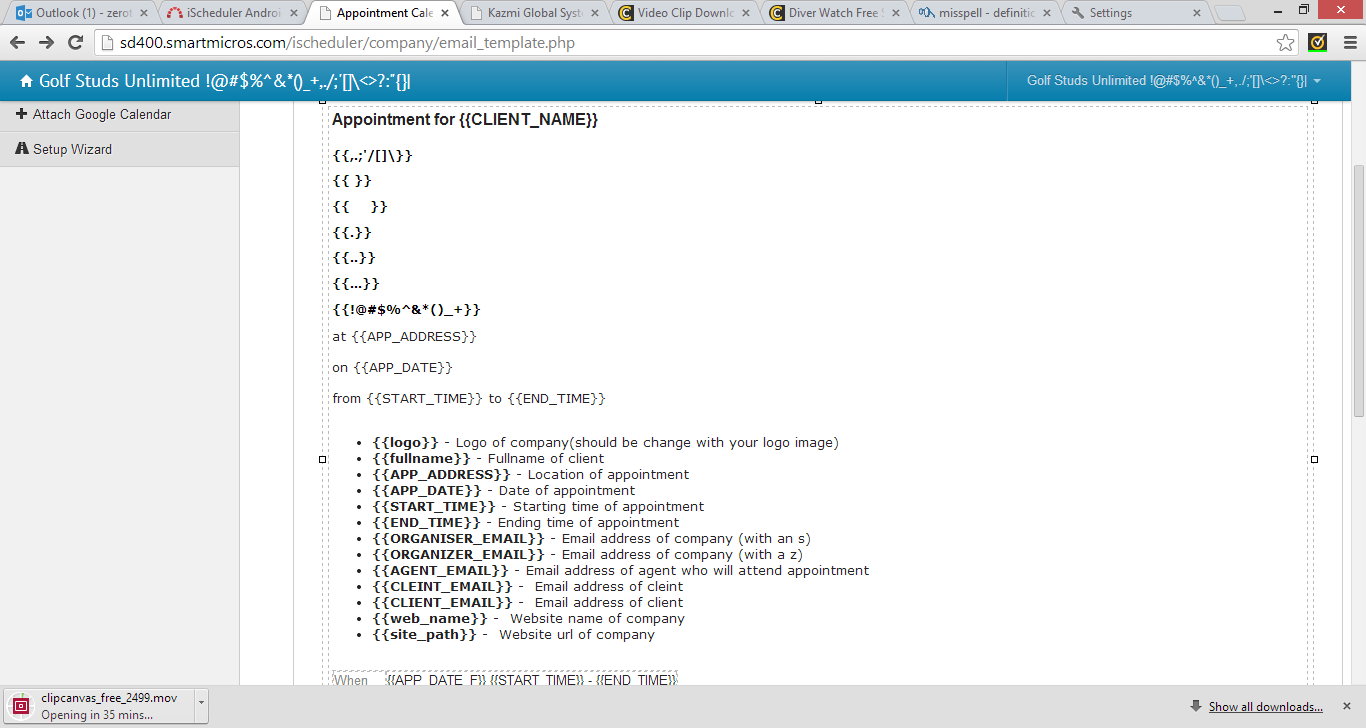 Outlook (1) - zerot
iScheduler Androi
Appointment Cale
Kazmi Global Syst
Video Clip Downlo
Diver Watch Free S
misspell - definitio
Settings
sd400.smartmicros.com/ischeduler/company/email_template.php
Golf Studs Unlimited !@#$%^&*()_+,./;'[]\<>?:"{}|
Golf Studs Unlimited !@#$%^&*()_+,./;'[]\<>?:"{}|
Attach Google Calendar
Setup Wizard
Appointment for {{CLIENT_NAME}}
{{,.;'/[]\}}
{{ }}
{{    }}
{{.}}
{{..}}
{{...}}
{{!@#$%^&*()_+}}
at {{APP_ADDRESS}}
on {{APP_DATE}}
from {{START_TIME}} to {{END_TIME}}
• {{logo}} - Logo of company(should be change with your logo image)
• {{fullname}} - Fullname of client
• {{APP_ADDRESS}} - Location of appointment
• {{APP_DATE}} - Date of appointment
• {{START_TIME}} - Starting time of appointment
• {{END_TIME}} - Ending time of appointment
• {{ORGANISER_EMAIL}} - Email address of company (with an s)
• {{ORGANIZER_EMAIL}} - Email address of company (with a z)
• {{AGENT_EMAIL}} - Email address of agent who will attend appointment
• {{CLEINT_EMAIL}} -  Email address of cleint
• {{CLIENT_EMAIL}} -  Email address of client
• {{web_name}} -  Website name of company
• {{site_path}} -  Website url of company
When {{APP_DATE_F}} {{START_TIME}} - {{END_TIME}}
clipcanvas_free_2499.mov
Opening in 35 mins...
Show all downloads...